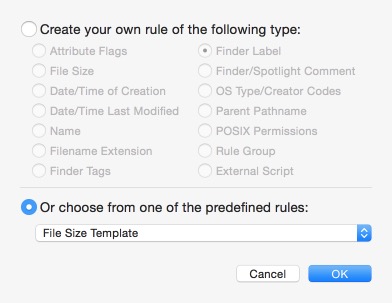 Create your own rule of the following type:
Attribute Flags
Finder Label
File Size
Finder/Spotlight Comment
Date/Time of Creation
OS Type/Creator Codes
Date/Time Last Modified
Parent Pathname
Name
POSIX Permissions
Filename Extension
Rule Group
Finder Tags
External Script
Or choose from one of the predefined rules:
File Size Template
Cancel
OK